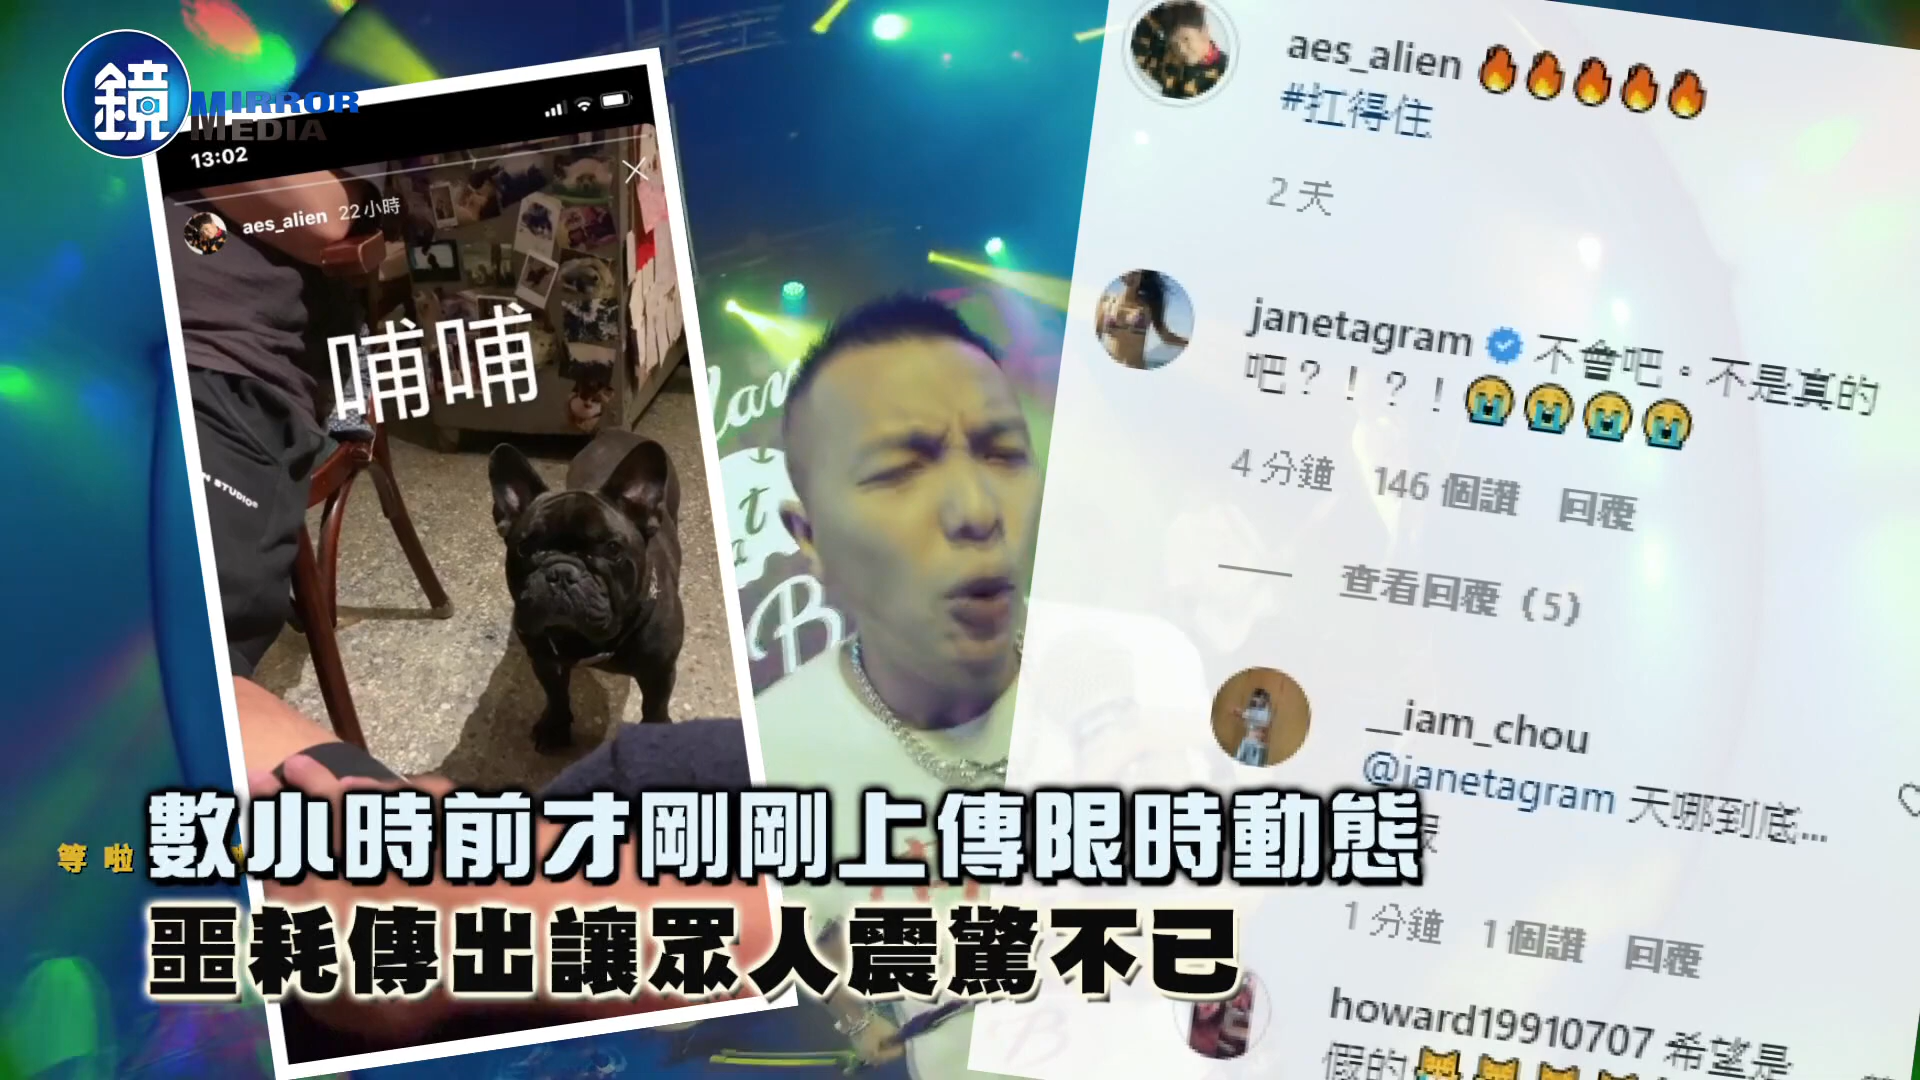 鏡 MIRROR MEDIA
13:02
aes_alien 22小時
哺哺
N STUDIO®
aes_alien 🔥🔥🔥🔥🔥
#扛得住
2天
janetagram 不會吧。不是真的
吧？！？！😭😭😭😭
4分鐘 146個讚 回覆
查看回覆 (5)
__iam_chou
@janetagram 天哪到底...
1分鐘 1個讚 回覆
howard19910707 希望是
假的
等啦
數小時前才剛剛上傳限時動態
噩耗傳出讓眾人震驚不已